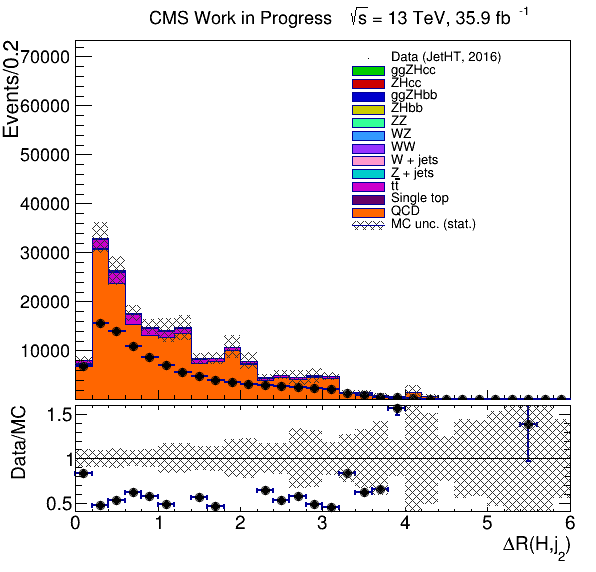 CMS Work in Progress √s = 13 TeV, 35.9 fb -1
Events/0.2
70000
60000
50000
40000
30000
20000
10000
Data (JetHT, 2016)
ggZHcc
ZHcc
ggZHbb
ZHbb
ZZ
WZ
WW
W + jets
Z + jets
tt̅
Single top
QCD
MC unc. (stat.)
Data/MC
1.5
1
0.5
0 1 2 3 4 5 6
ΔR(H,j2)